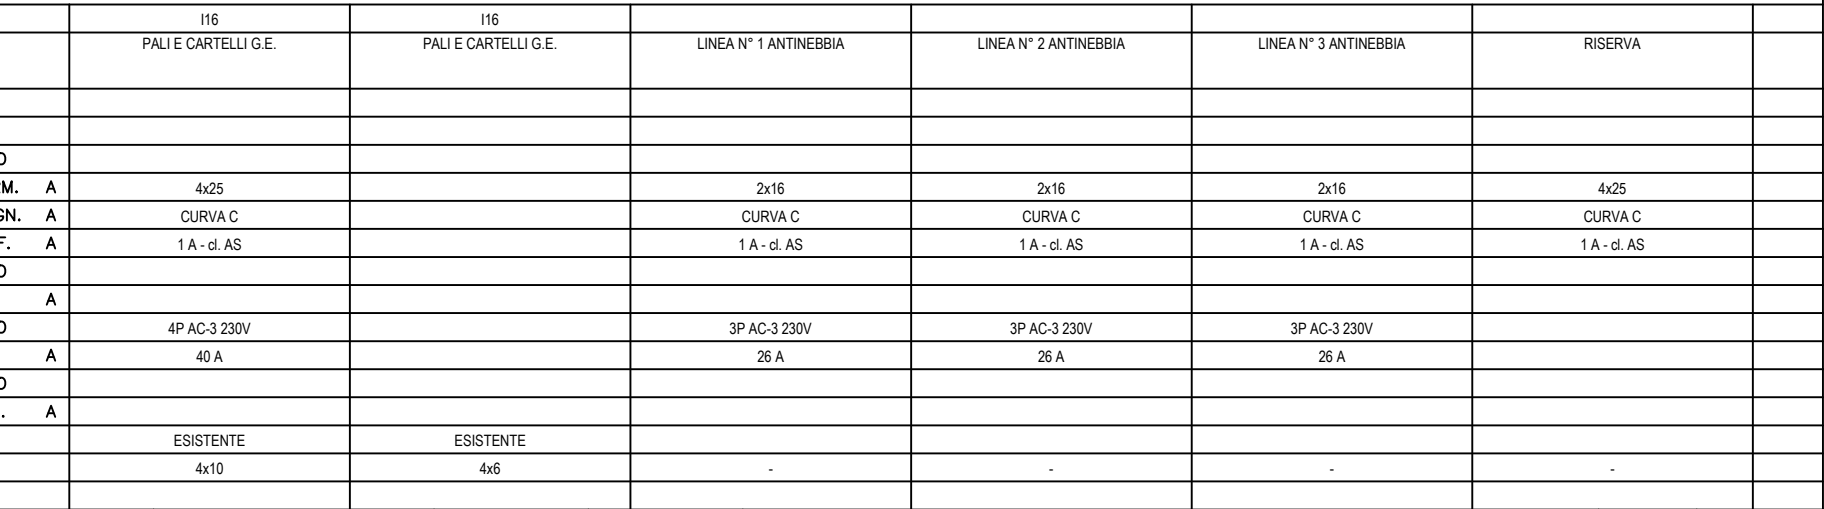 I16 I16
PALI E CARTELLI G.E. PALI E CARTELLI G.E. LINEA N° 1 ANTINEBBIA LINEA N° 2 ANTINEBBIA LINEA N° 3 ANTINEBBIA RISERVA
A 4x25 2x16 2x16 2x16 4x25
A CURVA C CURVA C CURVA C CURVA C CURVA C
A 1 A - cl. AS 1 A - cl. AS 1 A - cl. AS 1 A - cl. AS 1 A - cl. AS
A
4P AC-3 230V 3P AC-3 230V 3P AC-3 230V 3P AC-3 230V
A 40 A 26 A 26 A 26 A
A
ESISTENTE ESISTENTE
4x10 4x6 - - - -